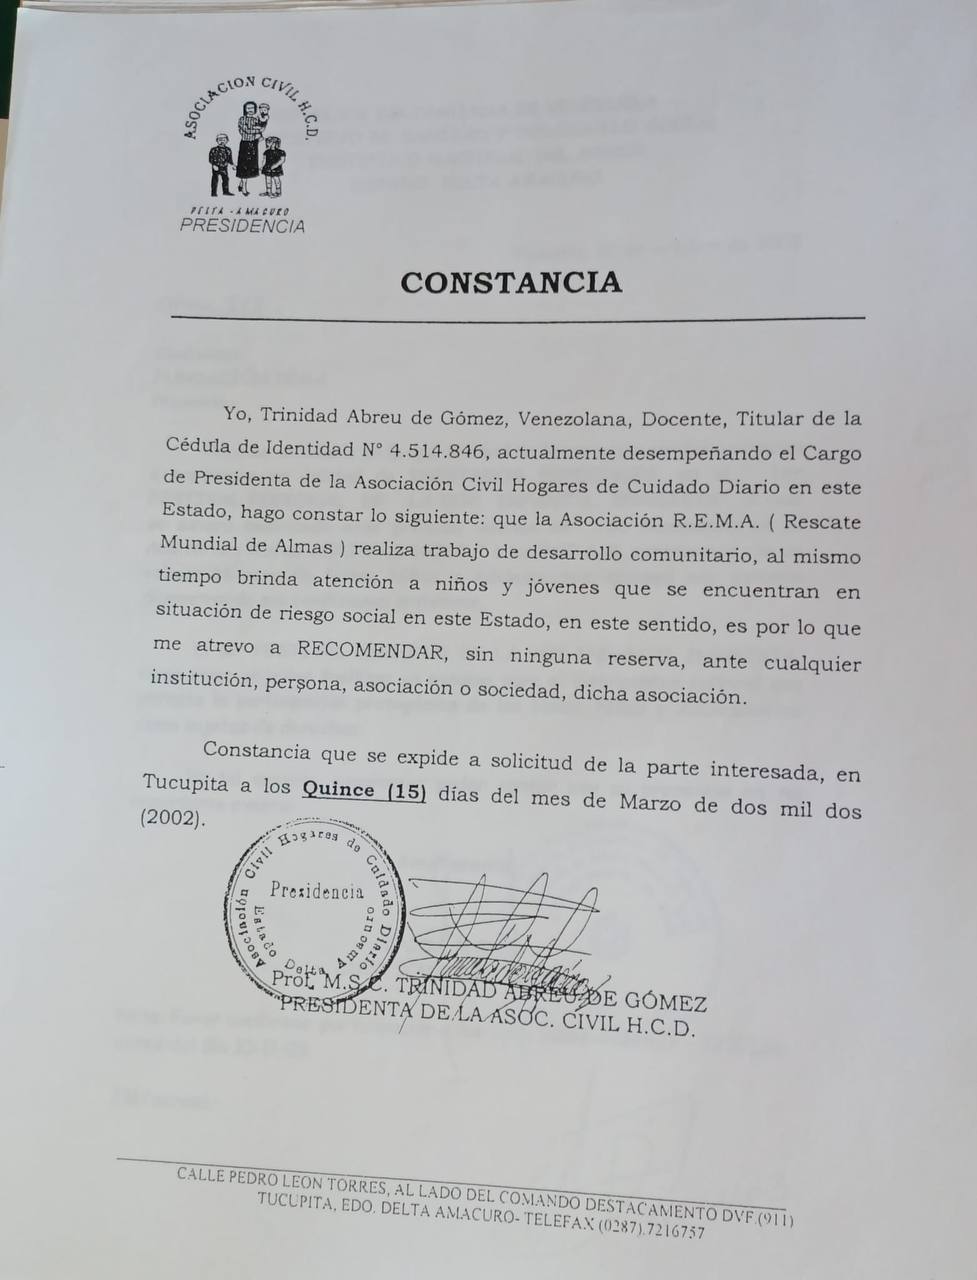 ASOCIACION CIVIL H.C.D.
DELTA - AMACURO
PRESIDENCIA
CONSTANCIA
Yo, Trinidad Abreu de Gómez, Venezolana, Docente, Titular de la
Cédula de Identidad N° 4.514.846, actualmente desempeñando el Cargo
de Presidenta de la Asociación Civil Hogares de Cuidado Diario en este
Estado, hago constar lo siguiente: que la Asociación R.E.M.A. ( Rescate
Mundial de Almas ) realiza trabajo de desarrollo comunitario, al mismo
tiempo brinda atención a niños y jóvenes que se encuentran en
situación de riesgo social en este Estado, en este sentido, es por lo que
me atrevo a RECOMENDAR, sin ninguna reserva, ante cualquier
institución, persona, asociación o sociedad, dicha asociación.
Constancia que se expide a solicitud de la parte interesada, en
Tucupita a los Quince (15) días del mes de Marzo de dos mil dos
(2002).
Asociación Civil Hogares de Cuidado Diario
Presidencia
Estado Delta Amacuro
Prof. M.S.C. TRINIDAD ABREU DE GÓMEZ
PRESIDENTA DE LA ASOC. CIVIL H.C.D.
CALLE PEDRO LEON TORRES, AL LADO DEL COMANDO DESTACAMENTO DVF.(911)
TUCUPITA, EDO. DELTA AMACURO- TELEFAX (0287).7216757